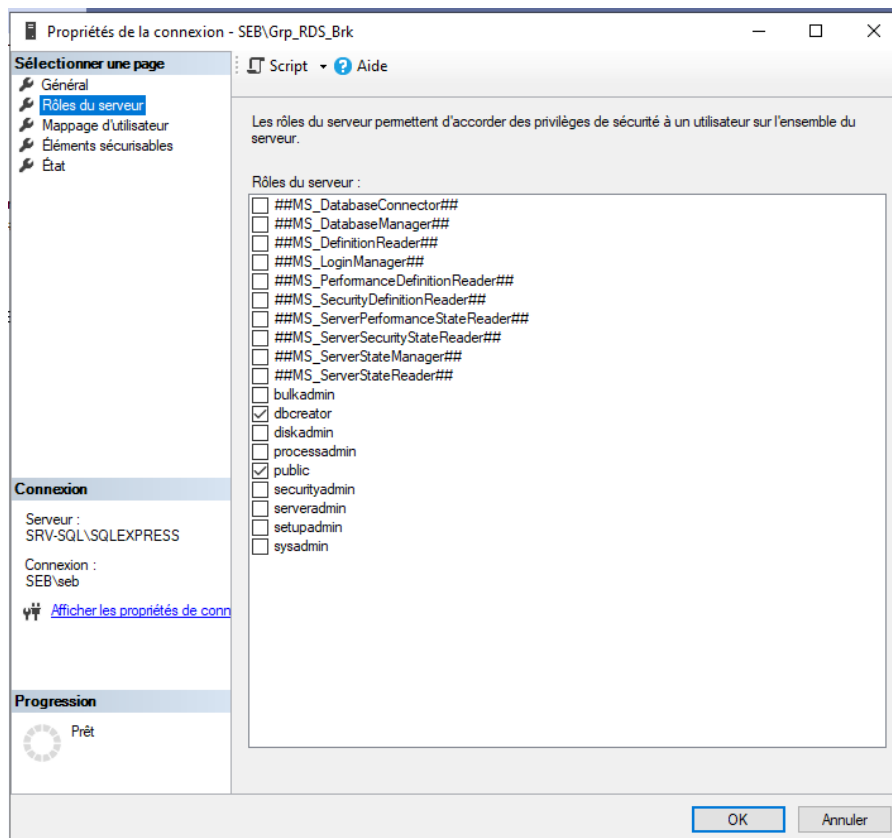 Propriétés de la connexion - SEB\Grp_RDS_Brk
Sélectionner une page
Général
Rôles du serveur
Mappage d'utilisateur
Éléments sécurisables
État
Script
Aide
Les rôles du serveur permettent d'accorder des privilèges de sécurité à un utilisateur sur l'ensemble du
serveur.
Rôles du serveur :
##MS_DatabaseConnector##
##MS_DatabaseManager##
##MS_DefinitionReader##
##MS_LoginManager##
##MS_PerformanceDefinitionReader##
##MS_SecurityDefinitionReader##
##MS_ServerPerformanceStateReader##
##MS_ServerSecurityStateReader##
##MS_ServerStateManager##
##MS_ServerStateReader##
bulkadmin
dbcreator
diskadmin
processadmin
public
securityadmin
serveradmin
setupadmin
sysadmin
Connexion
Serveur :
SRV-SQL\SQLEXPRESS
Connexion :
SEB\seb
Afficher les propriétés de conn
Progression
Prêt
OK
Annuler